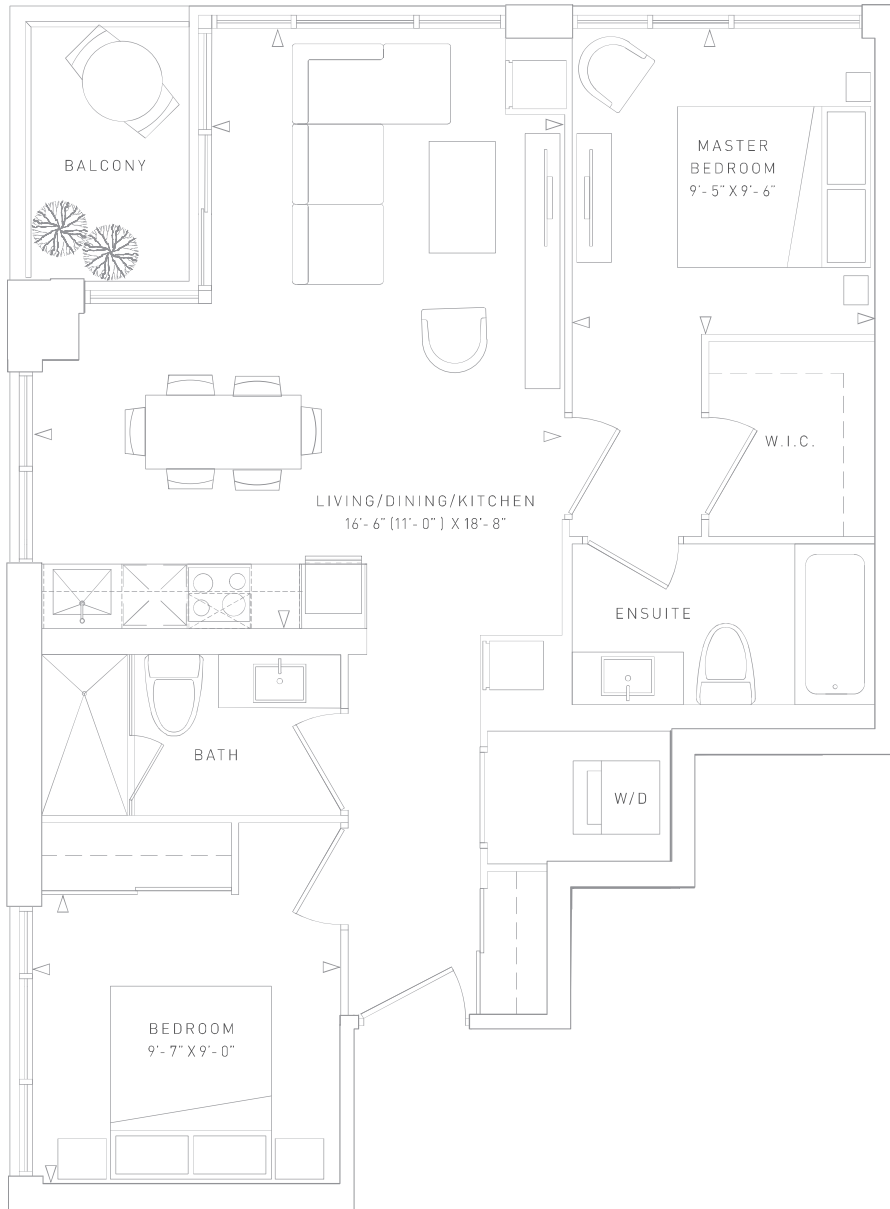 BALCONY
MASTER
BEDROOM
9'-5" X 9'-6"
W.I.C.
LIVING/DINING/KITCHEN
16'-6" (11'-0") X 18'-8"
ENSUITE
BATH
W/D
BEDROOM
9'-7" X 9'-0"